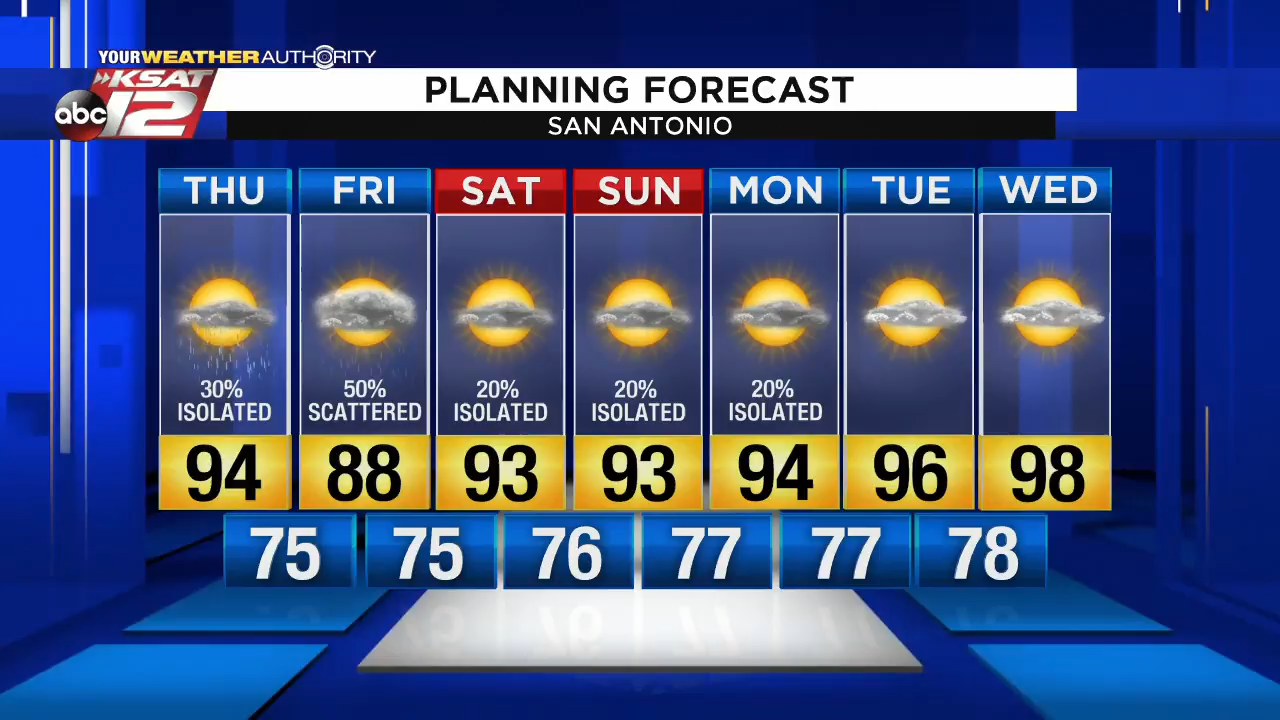 YOURWEATHERAUTHORITY
KSAT
abc 12
PLANNING FORECAST
SAN ANTONIO
THU FRI SAT SUN MON TUE WED
30% 50% 20% 20% 20%
ISOLATED SCATTERED ISOLATED ISOLATED ISOLATED
94 88 93 93 94 96 98
75 75 76 77 77 78